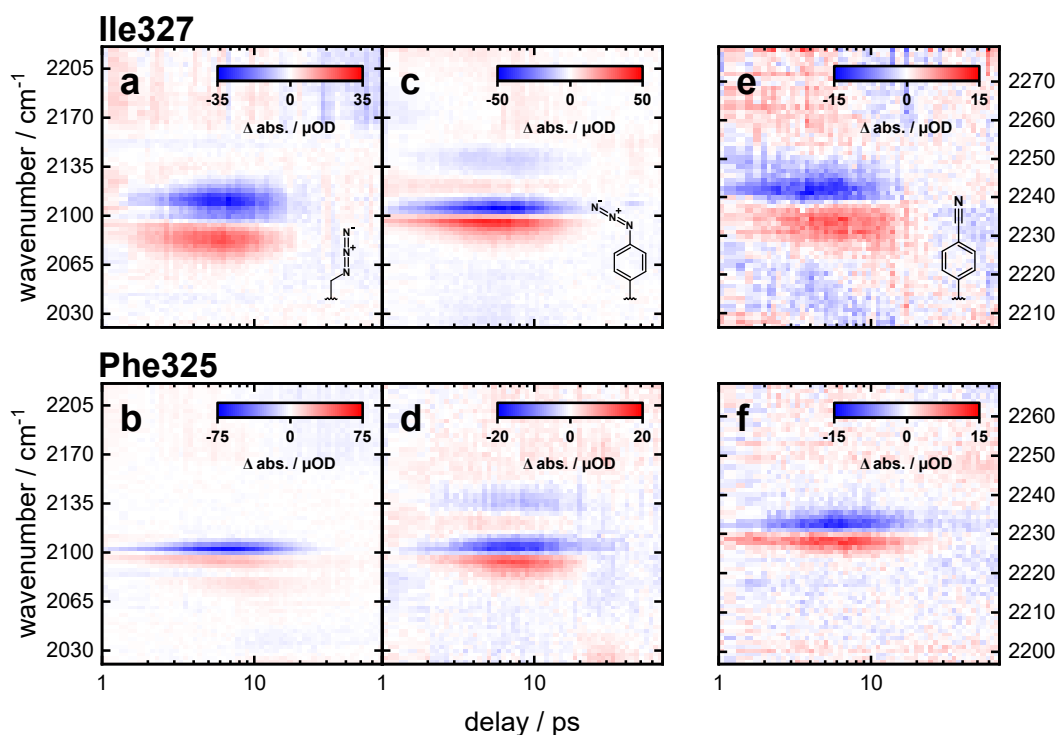 Ile327
a
-35 0 35
Δ abs. / µOD
c
-50 0 50
Δ abs. / µOD
e
-15 0 15
Δ abs. / µOD
2205
2170
2135
2100
2065
2030
wavenumber / cm⁻¹
N⁻
N⁺
N
N⁻
N⁺
N
N
2270
2260
2250
2240
2230
2220
2210
Phe325
b
-75 0 75
Δ abs. / µOD
d
-20 0 20
Δ abs. / µOD
f
-15 0 15
Δ abs. / µOD
2205
2170
2135
2100
2065
2030
wavenumber / cm⁻¹
2260
2250
2240
2230
2220
2210
2200
1 10 1 10 1 10
delay / ps